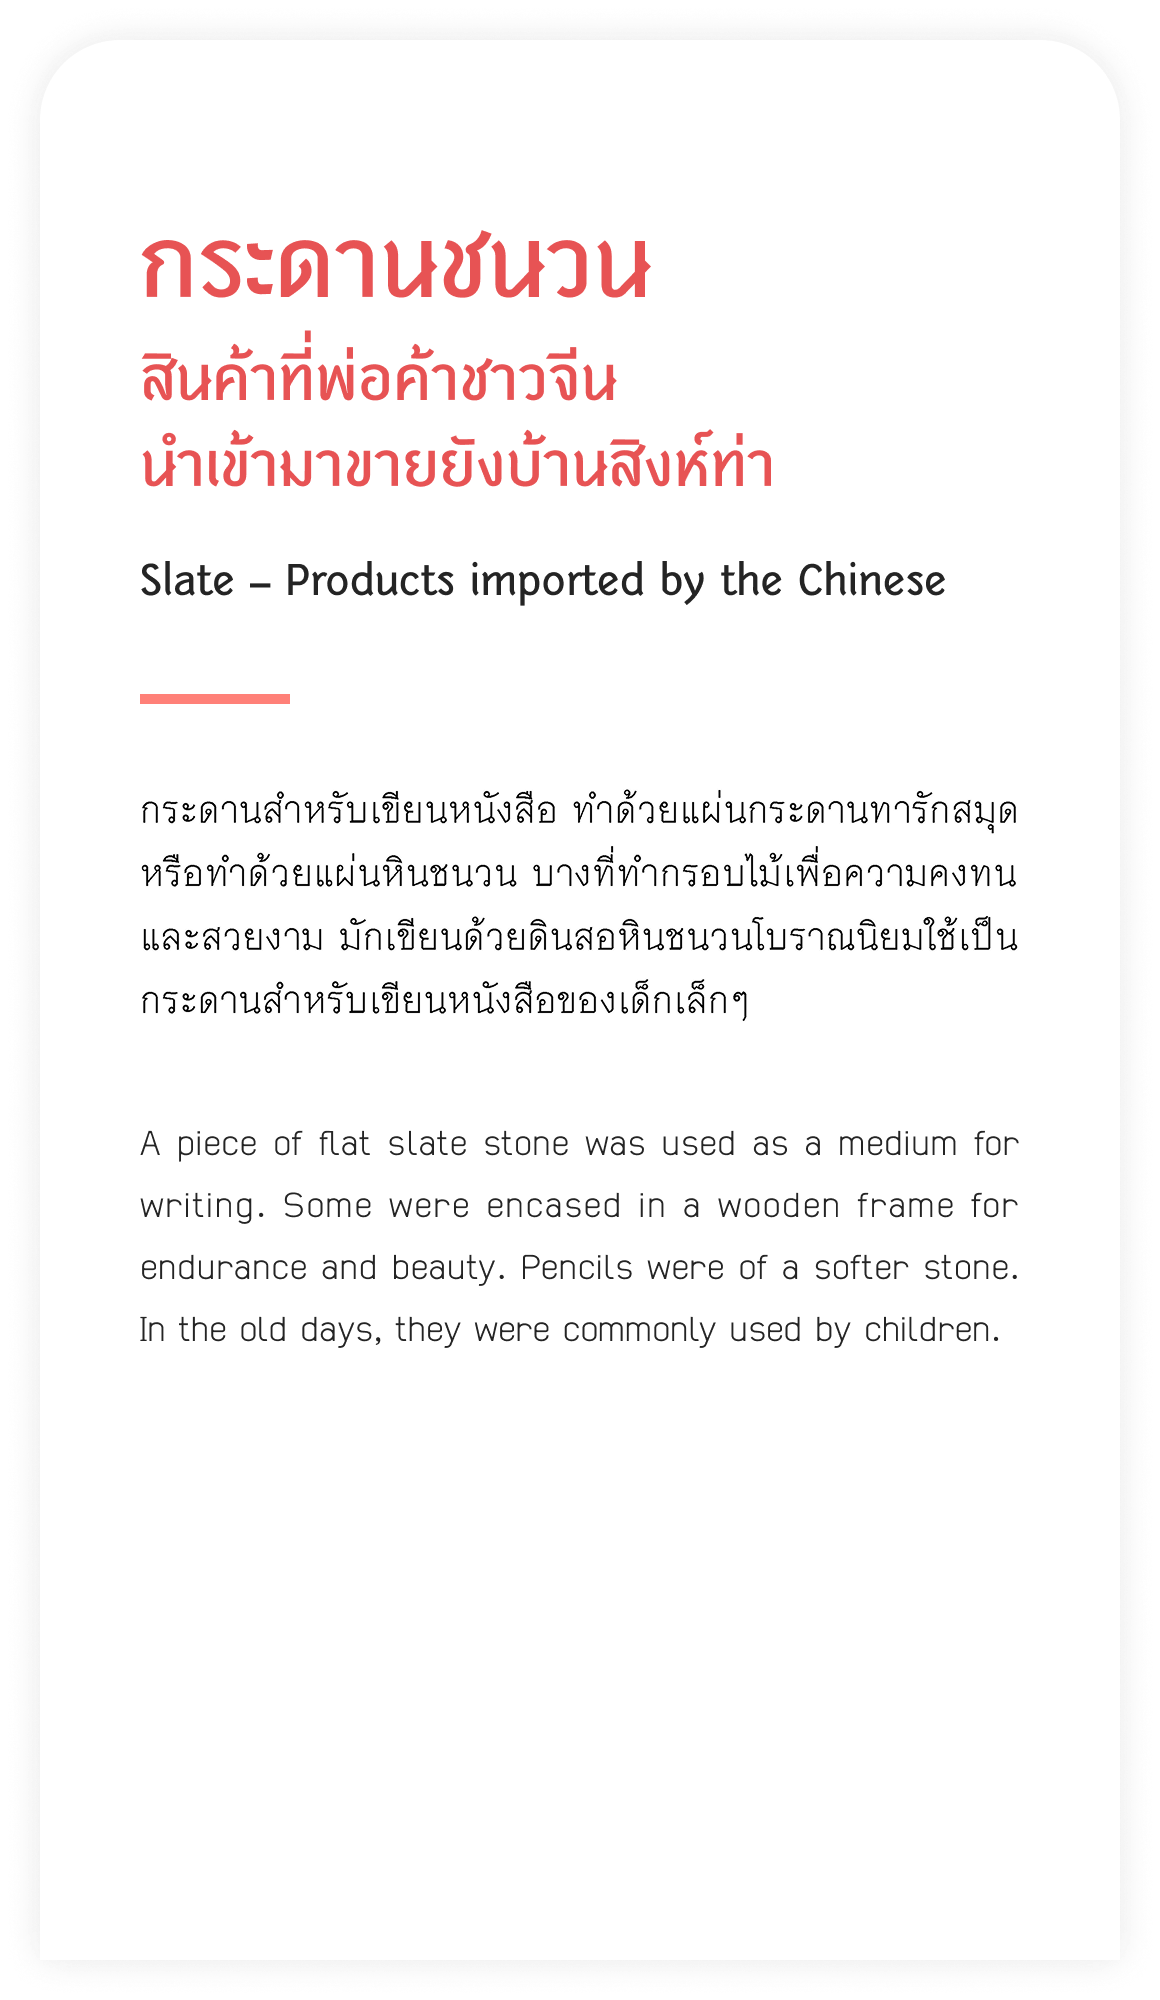 กระดานชนวน
สินค้าที่พ่อค้าชาวจีน
นำเข้ามาขายยังบ้านสิงห์ท่า
Slate – Products imported by the Chinese
กระดานสำหรับเขียนหนังสือ ทำด้วยแผ่นกระดานทารักสมุด
หรือทำด้วยแผ่นหินชนวน บางที่ทำกรอบไม้เพื่อความคงทน
และสวยงาม มักเขียนด้วยดินสอหินชนวนโบราณนิยมใช้เป็น
กระดานสำหรับเขียนหนังสือของเด็กเล็กๆ
A piece of flat slate stone was used as a medium for
writing. Some were encased in a wooden frame for
endurance and beauty. Pencils were of a softer stone.
In the old days, they were commonly used by children.